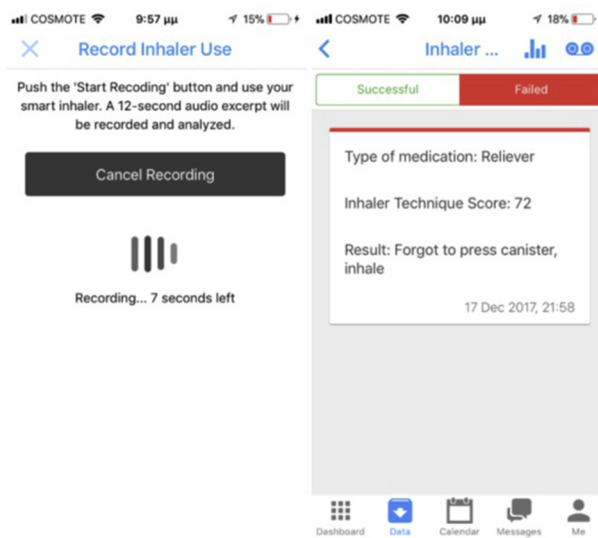 COSMOTE 9:57 μμ 15%
Record Inhaler Use
Push the 'Start Recoding' button and use your
smart inhaler. A 12-second audio excerpt will
be recorded and analyzed.
Cancel Recording
Recording... 7 seconds left
COSMOTE 10:09 μμ 18%
Inhaler ...
Successful Failed
Type of medication: Reliever
Inhaler Technique Score: 72
Result: Forgot to press canister,
inhale
17 Dec 2017, 21:58
Dashboard Data Calendar Messages Me